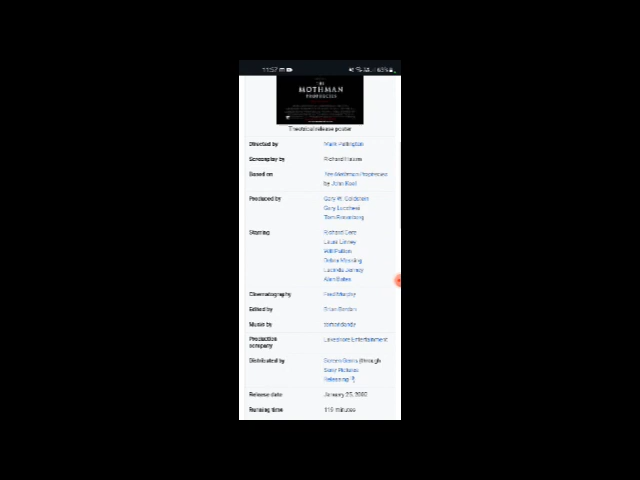 11:57
63%
THE
MOTHMAN
PROPHECIES
Theatrical release poster
Directed by Mark Pellington
Screenplay by Richard Hatem
Based on The Mothman Prophecies
by John Keel
Produced by Gary W. Goldstein
Gary Lucchesi
Tom Rosenberg
Starring Richard Gere
Laura Linney
Will Patton
Debra Messing
Lucinda Jenney
Alan Bates
Cinematography Fred Murphy
Edited by Brian Berdan
Music by tomandandy
Production Lakeshore Entertainment
company
Distributed by Screen Gems (through
Sony Pictures
Releasing)
Release date January 25, 2002
Running time 119 minutes